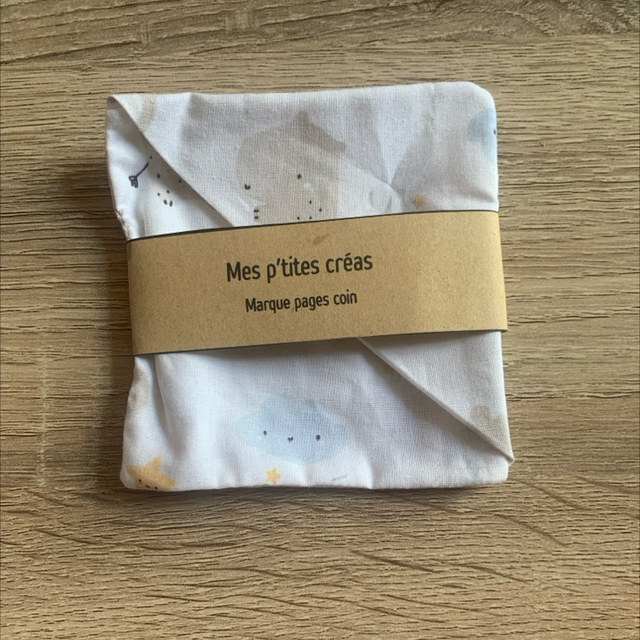 Mes p'tites créas
Marque pages coin